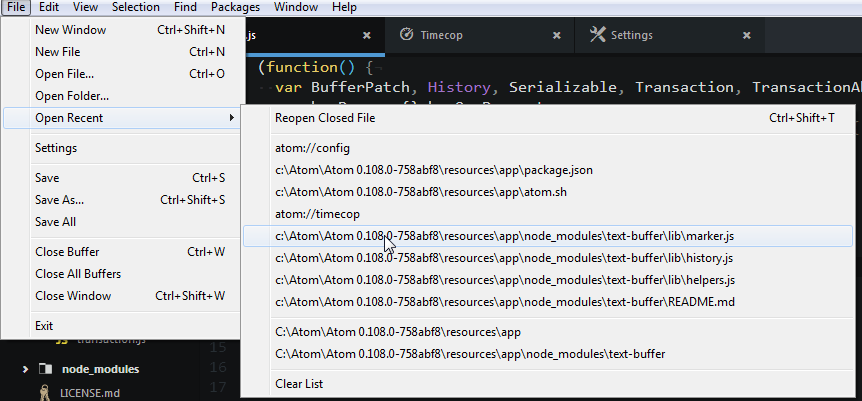 File Edit View Selection Find Packages Window Help
New Window Ctrl+Shift+N
New File Ctrl+N
Open File... Ctrl+O
Open Folder...
Open Recent
Settings
Save Ctrl+S
Save As... Ctrl+Shift+S
Save All
Close Buffer Ctrl+W
Close All Buffers
Close Window Ctrl+Shift+W
Exit
.js
Timecop
Settings
(function() {¬
var BufferPatch, History, Serializable, Transaction,
Reopen Closed File Ctrl+Shift+T
atom://config
c:\Atom\Atom 0.108.0-758abf8\resources\app\package.json
c:\Atom\Atom 0.108.0-758abf8\resources\app\atom.sh
atom://timecop
c:\Atom\Atom 0.108.0-758abf8\resources\app\node_modules\text-buffer\lib\marker.js
c:\Atom\Atom 0.108.0-758abf8\resources\app\node_modules\text-buffer\lib\history.js
c:\Atom\Atom 0.108.0-758abf8\resources\app\node_modules\text-buffer\lib\helpers.js
c:\Atom\Atom 0.108.0-758abf8\resources\app\node_modules\text-buffer\README.md
C:\Atom\Atom 0.108.0-758abf8\resources\app
C:\Atom\Atom 0.108.0-758abf8\resources\app\node_modules\text-buffer
Clear List
transaction.js
node_modules
LICENSE.md
15
16
17